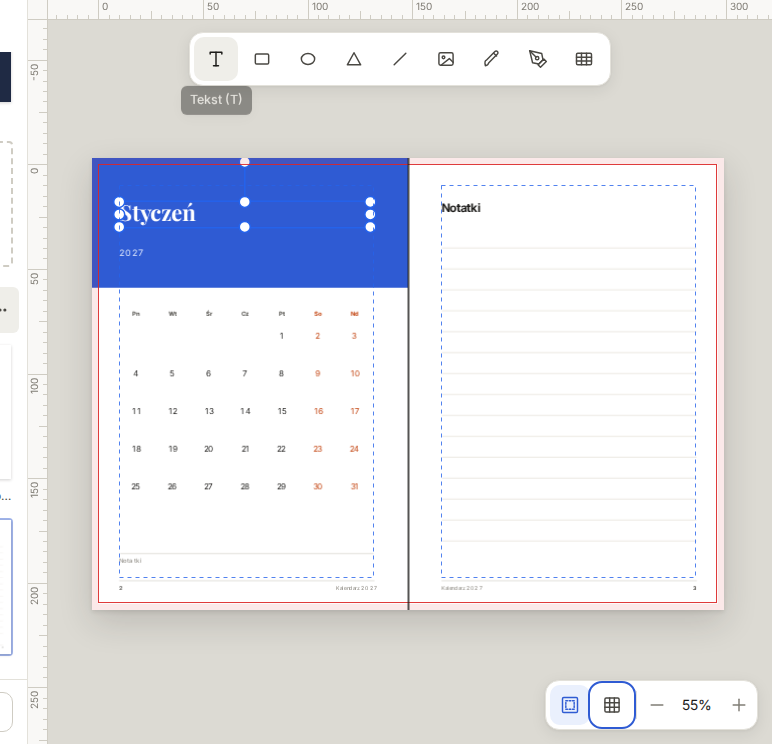 0 50 100 150 200 250 300
-50
0
50
100
150
200
250
Tekst (T)
Styczeń
2027
Pn Wt Śr Cz Pt So Nd
1 2 3
4 5 6 7 8 9 10
11 12 13 14 15 16 17
18 19 20 21 22 23 24
25 26 27 28 29 30 31
Notatki
2 Kalendarz 2027
Notatki
Kalendarz 2027 3
55%